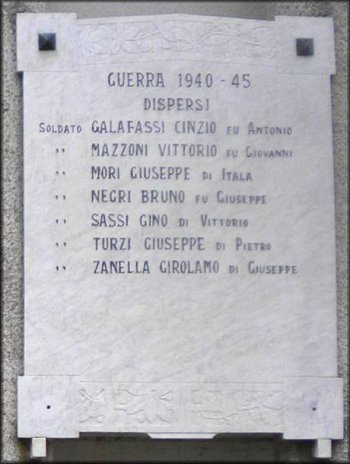 GUERRA 1940-45
DISPERSI
SOLDATO GALAFASSI CINZIO FU ANTONIO
,, MAZZONI VITTORIO FU GIOVANNI
,, MORI GIUSEPPE DI ITALA
,, NEGRI BRUNO FU GIUSEPPE
,, SASSI GINO DI VITTORIO
,, TURZI GIUSEPPE DI PIETRO
,, ZANELLA GIROLAMO DI GIUSEPPE